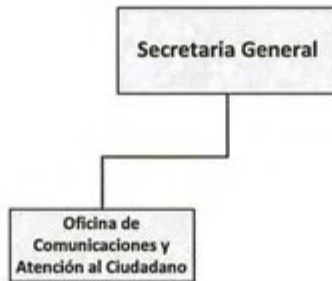 Secretaria General
Oficina de
Comunicaciones y
Atención al Ciudadano